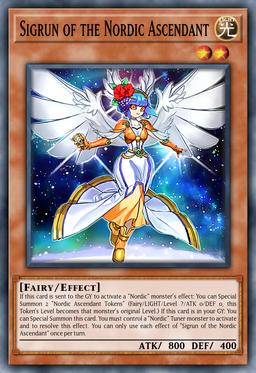 Sigrun of the Nordic Ascendant
光
[Fairy/Effect]
If this card is sent to the GY to activate a "Nordic" monster's effect: You can Special
Summon 2 "Nordic Ascendant Tokens" (Fairy/LIGHT/Level ?/ATK 0/DEF 0, this
Token's Level becomes that monster's original Level.) If this card is in your GY: You
can Special Summon this card. You must control a "Nordic" Tuner monster to activate
and to resolve this effect. You can only use each effect of "Sigrun of the Nordic
Ascendant" once per turn.
ATK/ 800 DEF/ 400